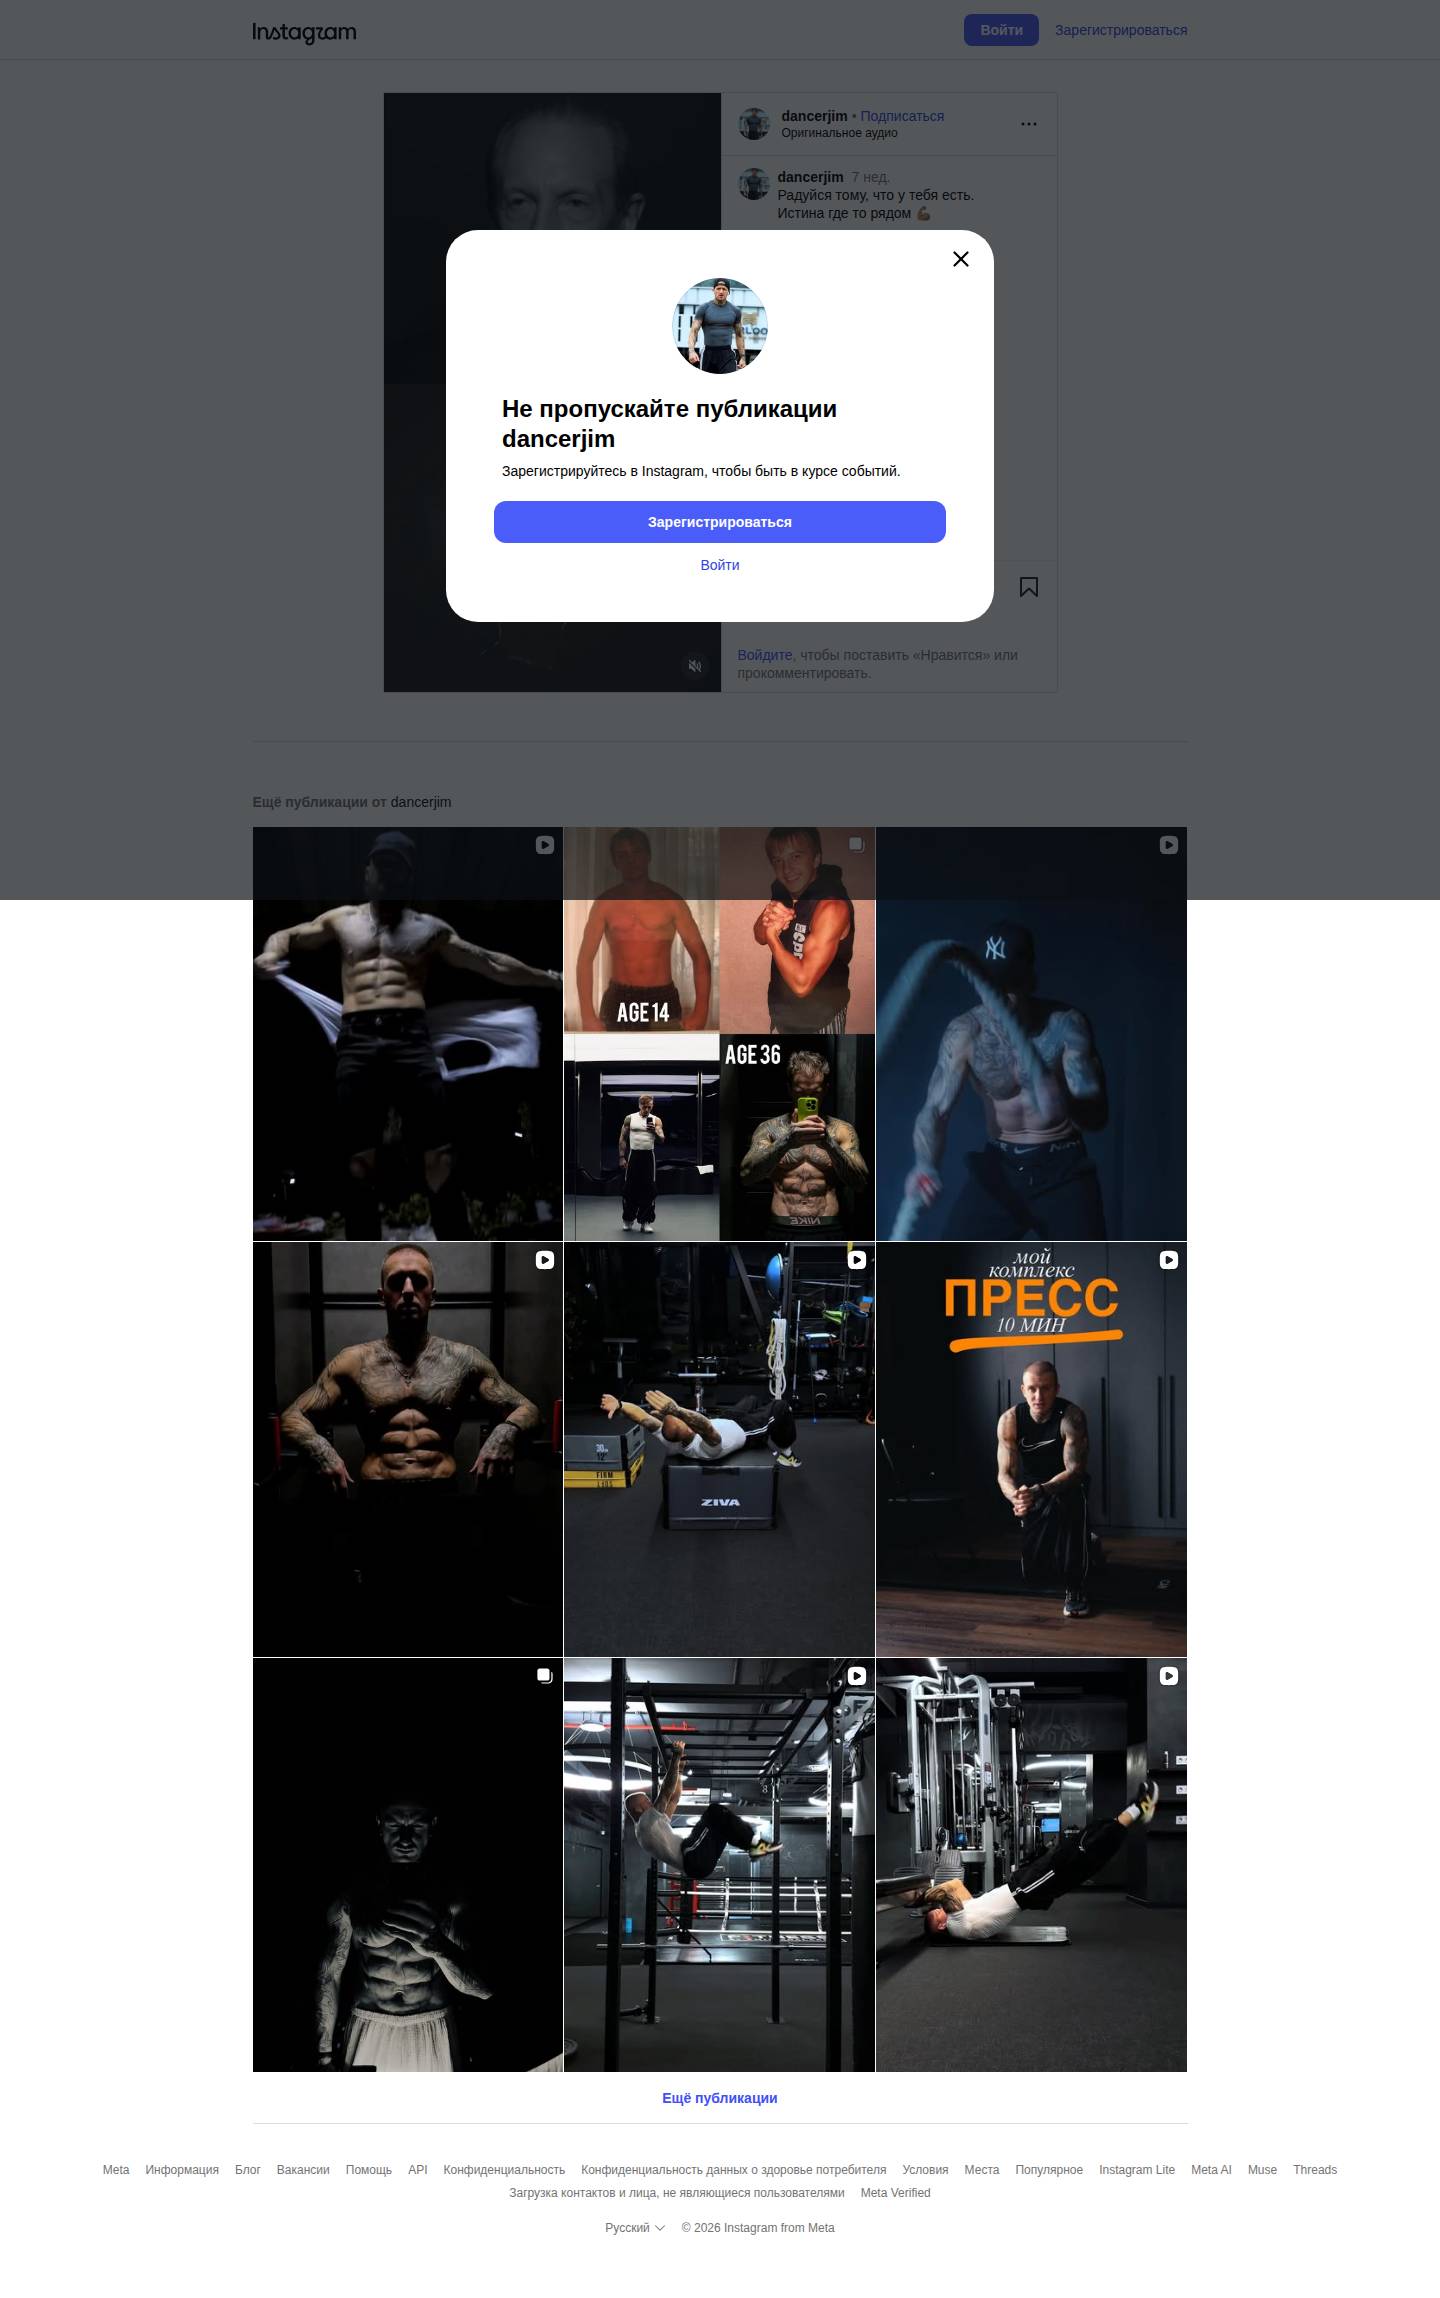 Instagram
Войти
Зарегистрироваться
dancerjim • Подписаться
Оригинальное аудио
dancerjim 7 нед.
Радуйся тому, что у тебя есть.
Истина где то рядом 💪🏽
Не пропускайте публикации
dancerjim
Зарегистрируйтесь в Instagram, чтобы быть в курсе событий.
Зарегистрироваться
Войти
Войдите, чтобы поставить «Нравится» или
прокомментировать.
Ещё публикации от dancerjim
AGE 14
AGE 36
NIKE
NY
мой
комплекс
ПРЕСС
10 МИН
ZIVA
Ещё публикации
Meta Информация Блог Вакансии Помощь API Конфиденциальность Конфиденциальность данных о здоровье потребителя Условия Места Популярное Instagram Lite Meta AI Muse Threads
Загрузка контактов и лица, не являющиеся пользователями Meta Verified
Русский © 2026 Instagram from Meta